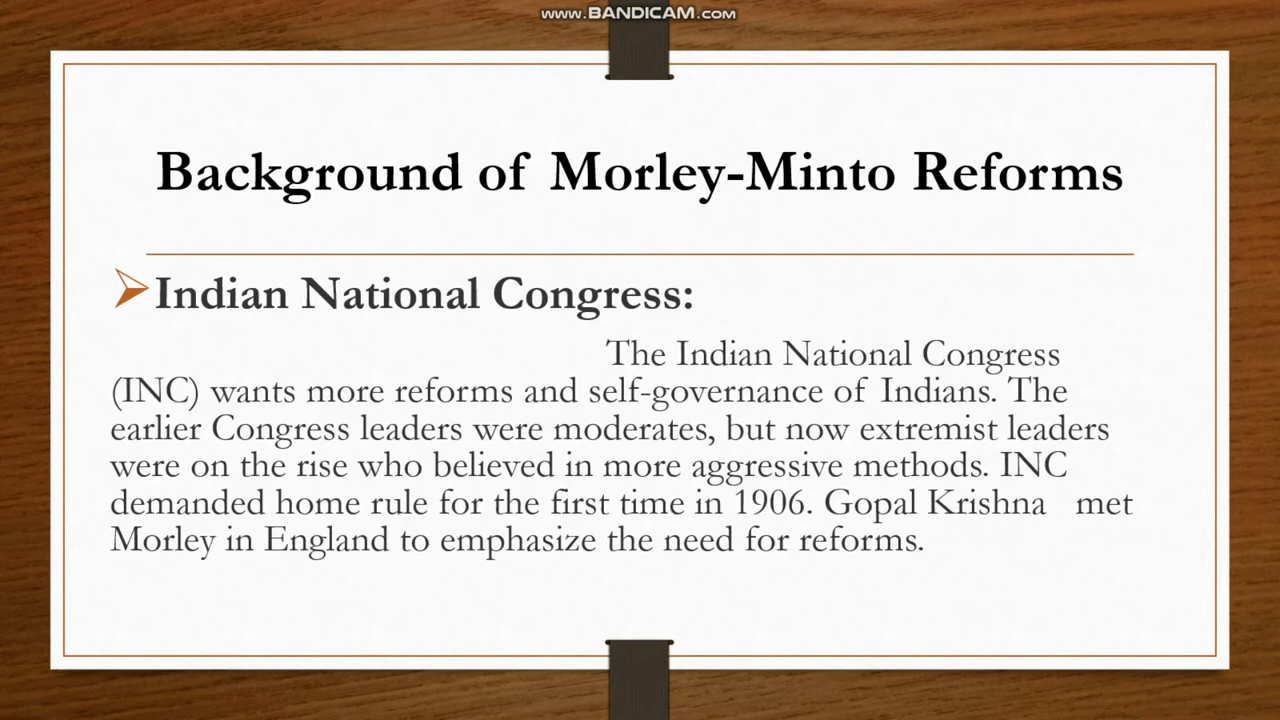 www.BANDICAM.com
Background of Morley-Minto Reforms
Indian National Congress:
The Indian National Congress
(INC) wants more reforms and self-governance of Indians. The
earlier Congress leaders were moderates, but now extremist leaders
were on the rise who believed in more aggressive methods. INC
demanded home rule for the first time in 1906. Gopal Krishna met
Morley in England to emphasize the need for reforms.